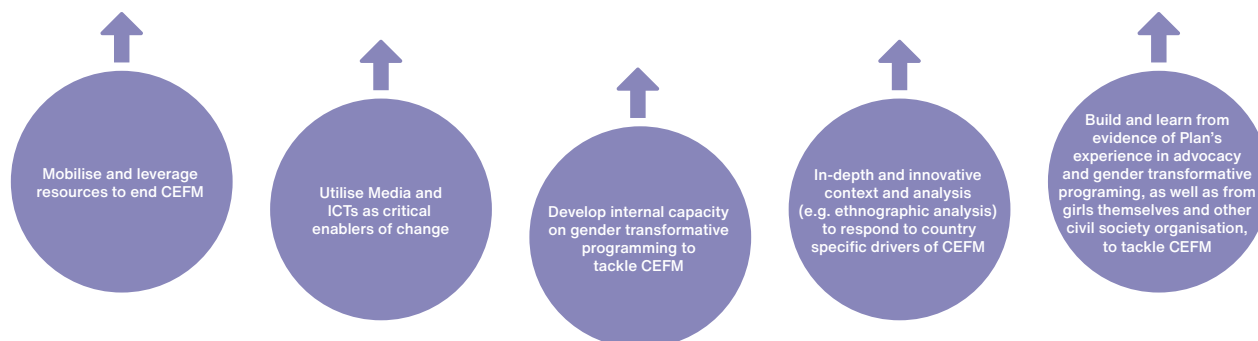 Mobilise and leverage
resources to end CEFM
Utilise Media and
ICTs as critical
enablers of change
Develop internal capacity
on gender transformative
programming to
tackle CEFM
In-depth and innovative
context and analysis
(e.g. ethnographic analysis)
to respond to country
specific drivers of CEFM
Build and learn from
evidence of Plan's
experience in advocacy
and gender transformative
programing, as well as from
girls themselves and other
civil society organisation,
to tackle CEFM